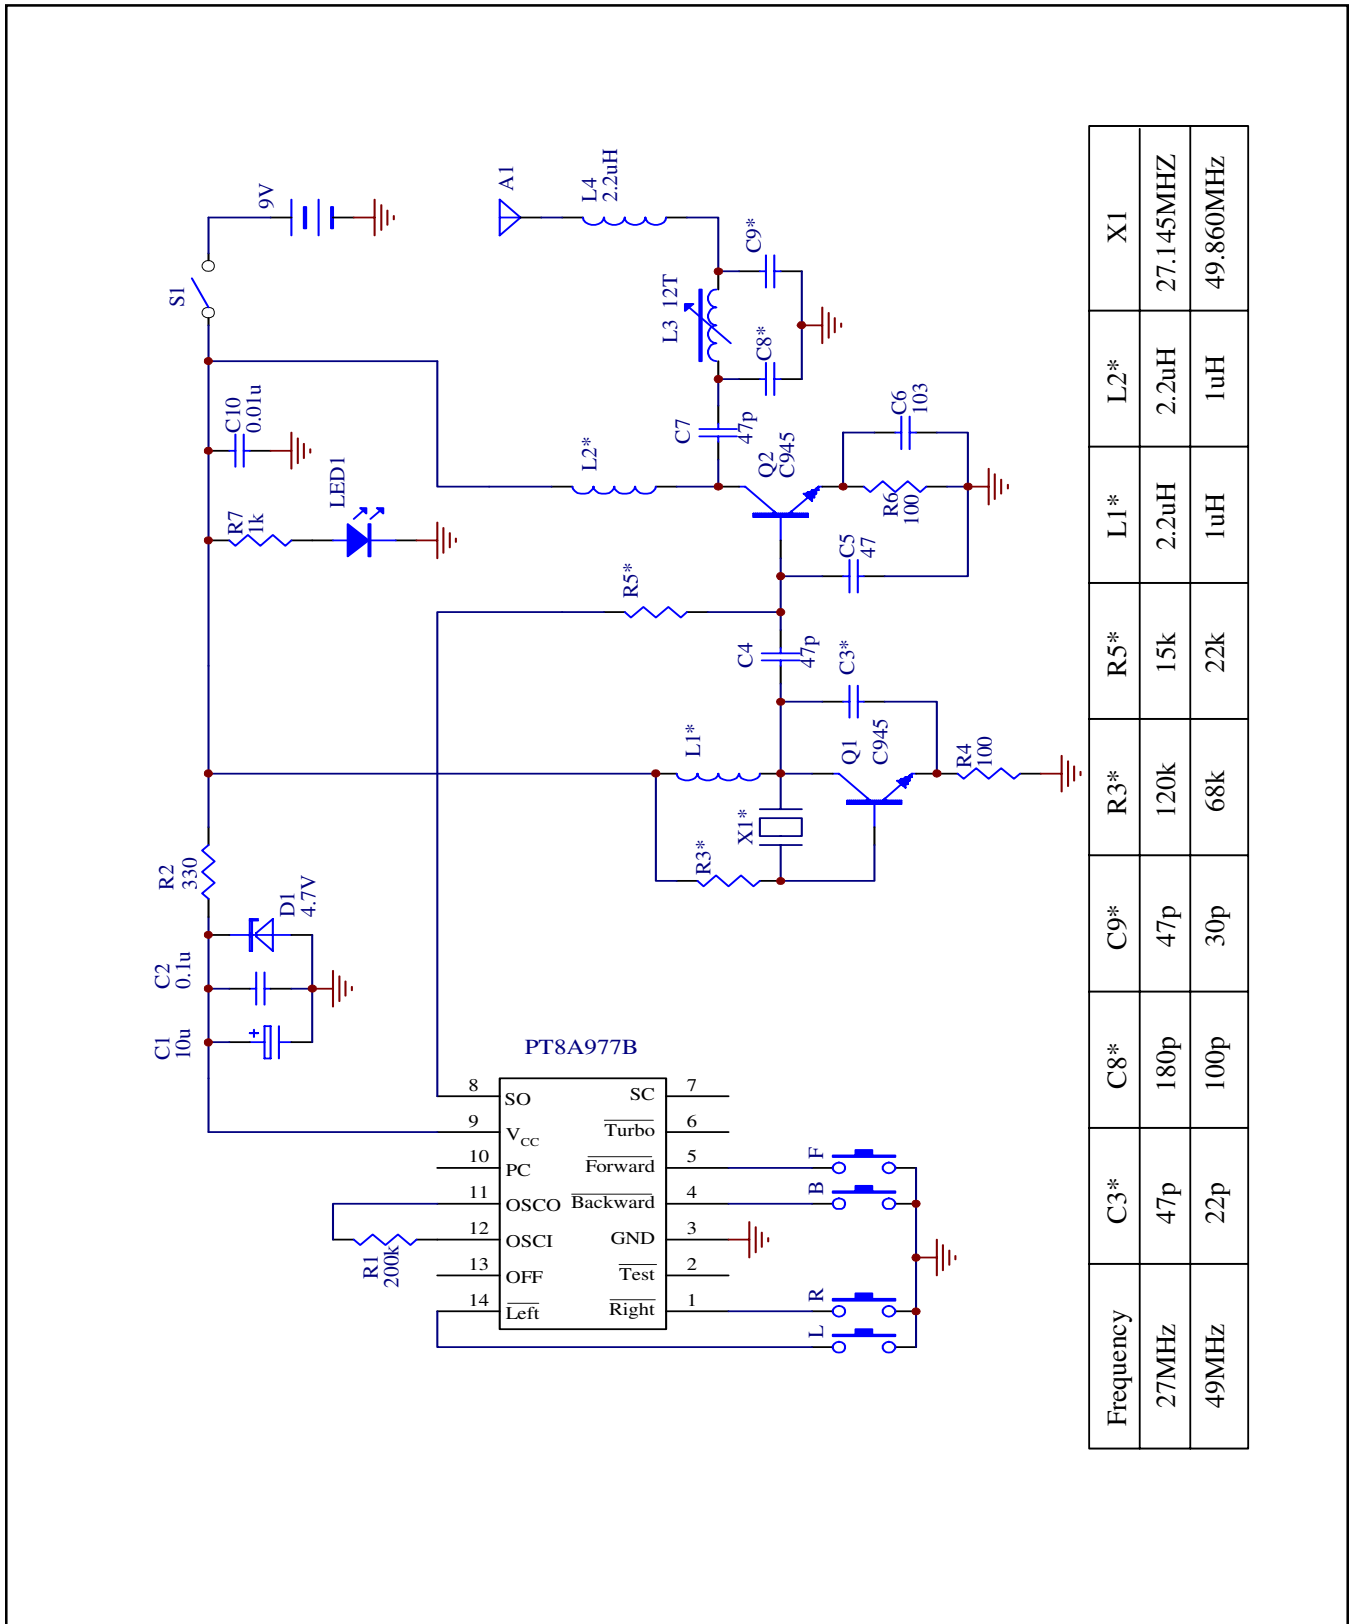 9V
S1
A1
L4
2.2uH
C9*
L3 12T
C8*
C10
0.01u
R7
1k
LED1
L2*
C7
47p
Q2
C945
C6
103
R6
100
C5
47
R5*
C4
47p
C3*
L1*
Q1
C945
R4
100
X1*
R3*
R2
330
D1
4.7V
C2
0.1u
C1
10u
PT8A977B
8 SO SC 7
9 VCC Turbo 6
10 PC Forward 5 F
11 OSCO Backward 4 B
12 OSCI GND 3
13 OFF Test 2
14 Left Right 1 R
L
R1
200k
Frequency C3* C8* C9* R3* R5* L1* L2* X1
27MHz 47p 180p 47p 120k 15k 2.2uH 2.2uH 27.145MHZ
49MHz 22p 100p 30p 68k 22k 1uH 1uH 49.860MHz